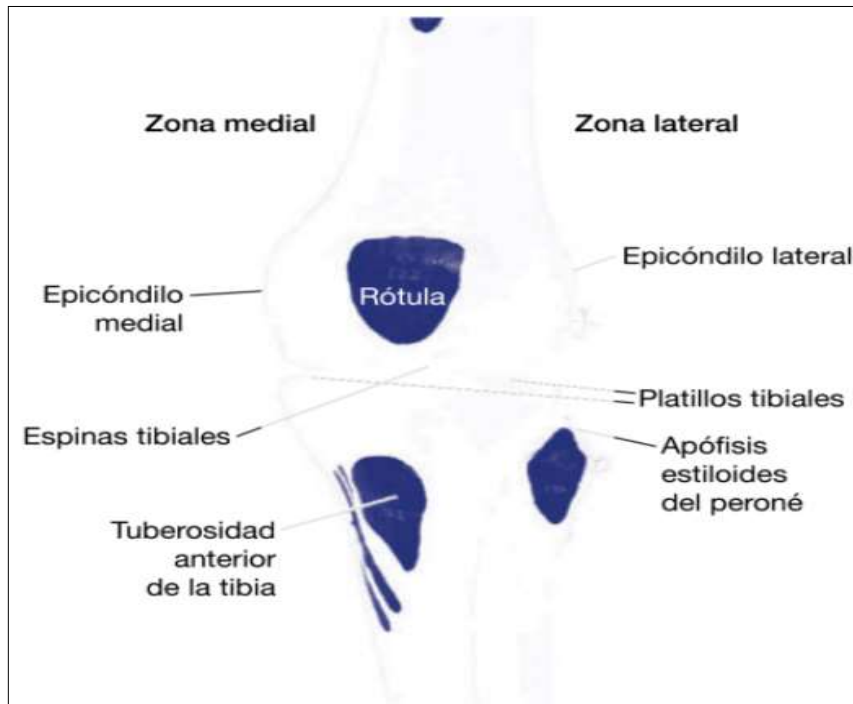 Zona medial
Zona lateral
Epicóndilo lateral
Epicóndilo
medial
Rótula
Platillos tibiales
Espinas tibiales
Apófisis
estiloides
del peroné
Tuberosidad
anterior
de la tibia